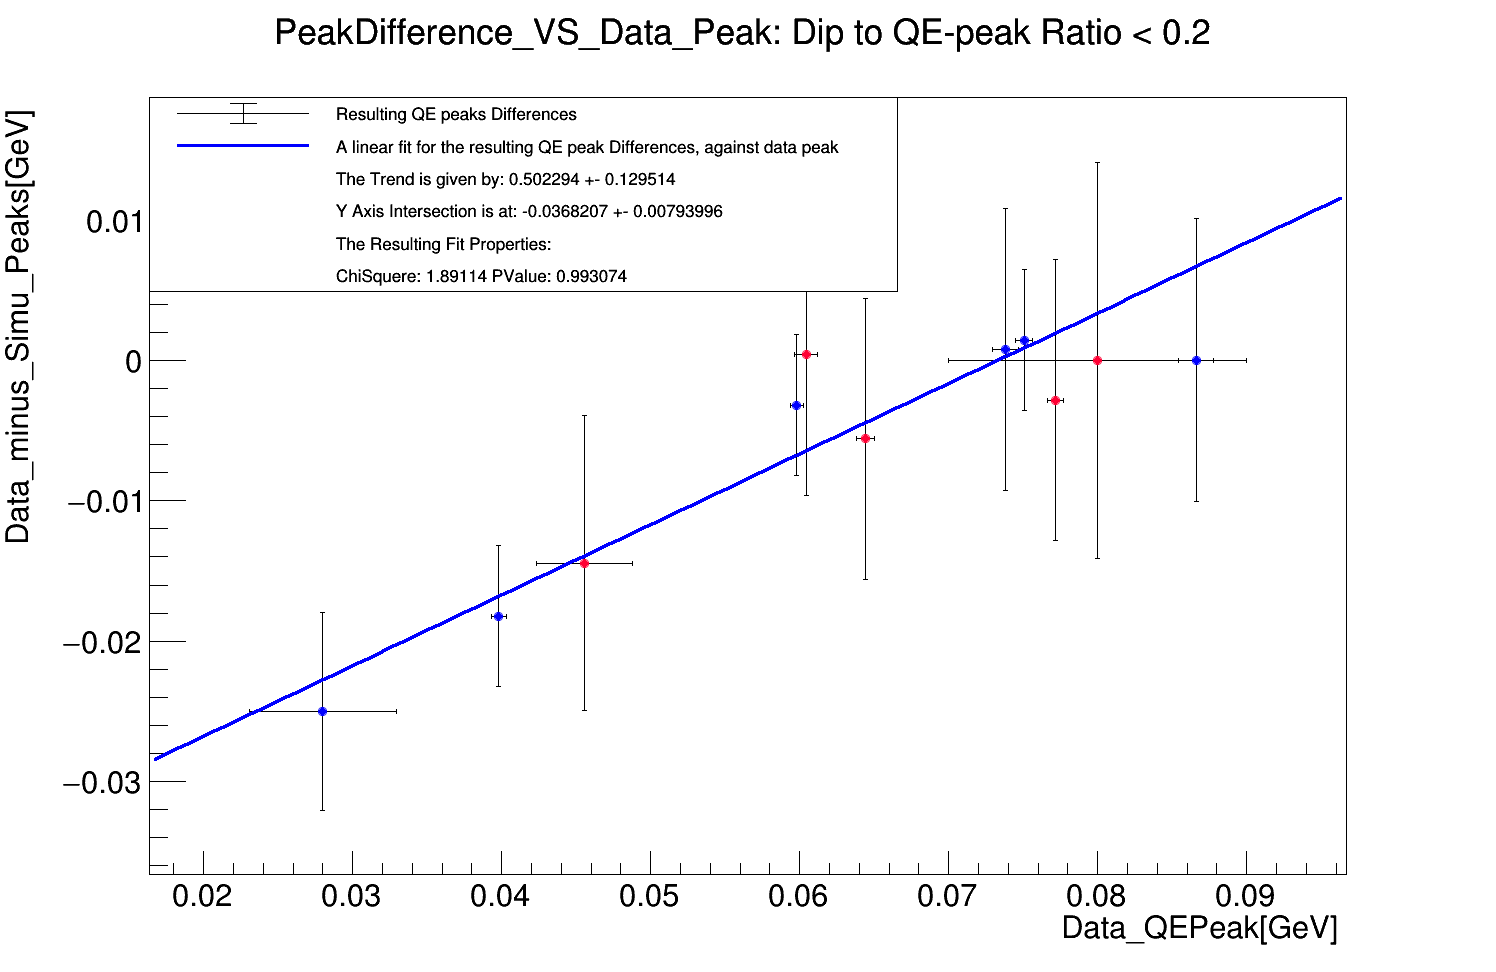 PeakDifference_VS_Data_Peak: Dip to QE-peak Ratio < 0.2
Data_minus_Simu_Peaks[GeV]
Resulting QE peaks Differences
A linear fit for the resulting QE peak Differences, against data peak
The Trend is given by: 0.502294 +- 0.129514
Y Axis Intersection is at: -0.0368207 +- 0.00793996
The Resulting Fit Properties:
ChiSquere: 1.89114 PValue: 0.993074
0.01
0
−0.01
−0.02
−0.03
0.02 0.03 0.04 0.05 0.06 0.07 0.08 0.09
Data_QEPeak[GeV]